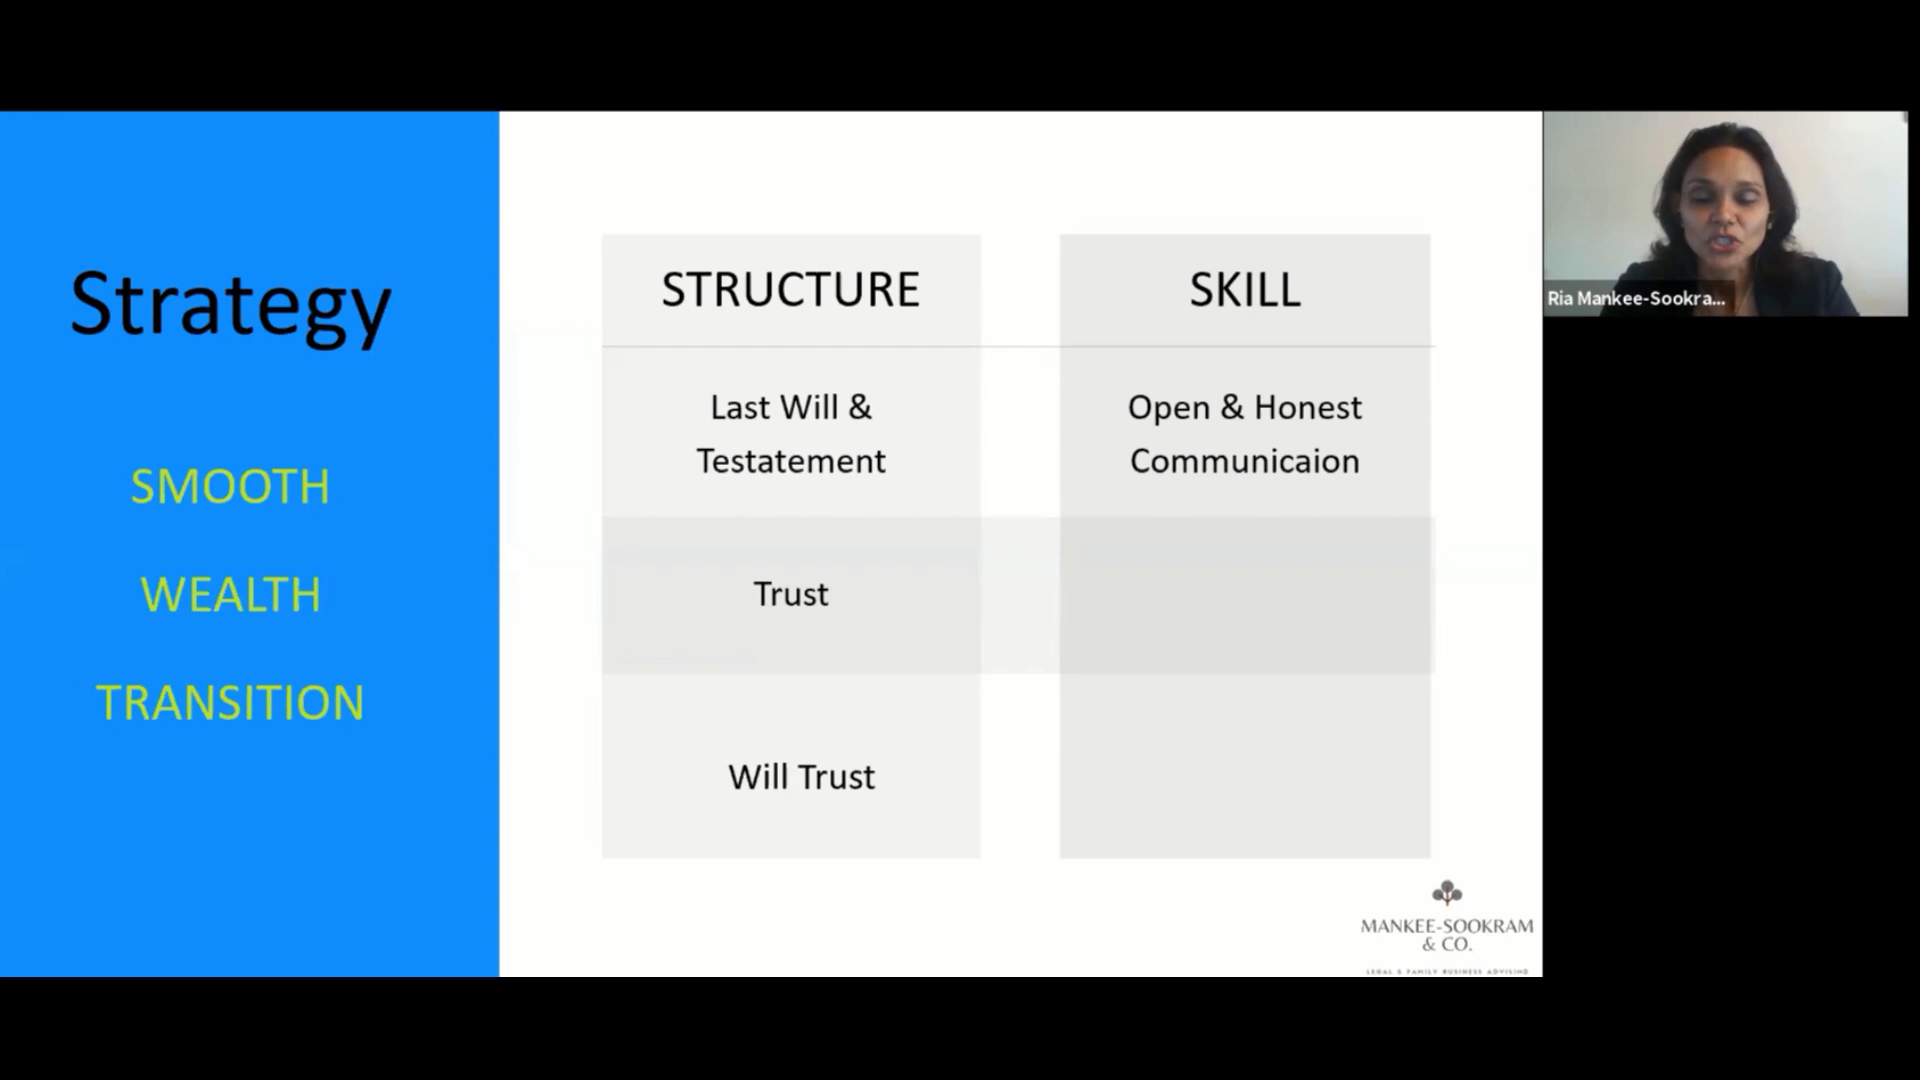 Strategy
SMOOTH
WEALTH
TRANSITION
STRUCTURE
SKILL
Last Will &
Testatement
Open & Honest
Communicaion
Trust
Will Trust
MANKEE-SOOKRAM
& CO.
LEGAL & FAMILY BUSINESS ADVISING
Ria Mankee-Sookra...